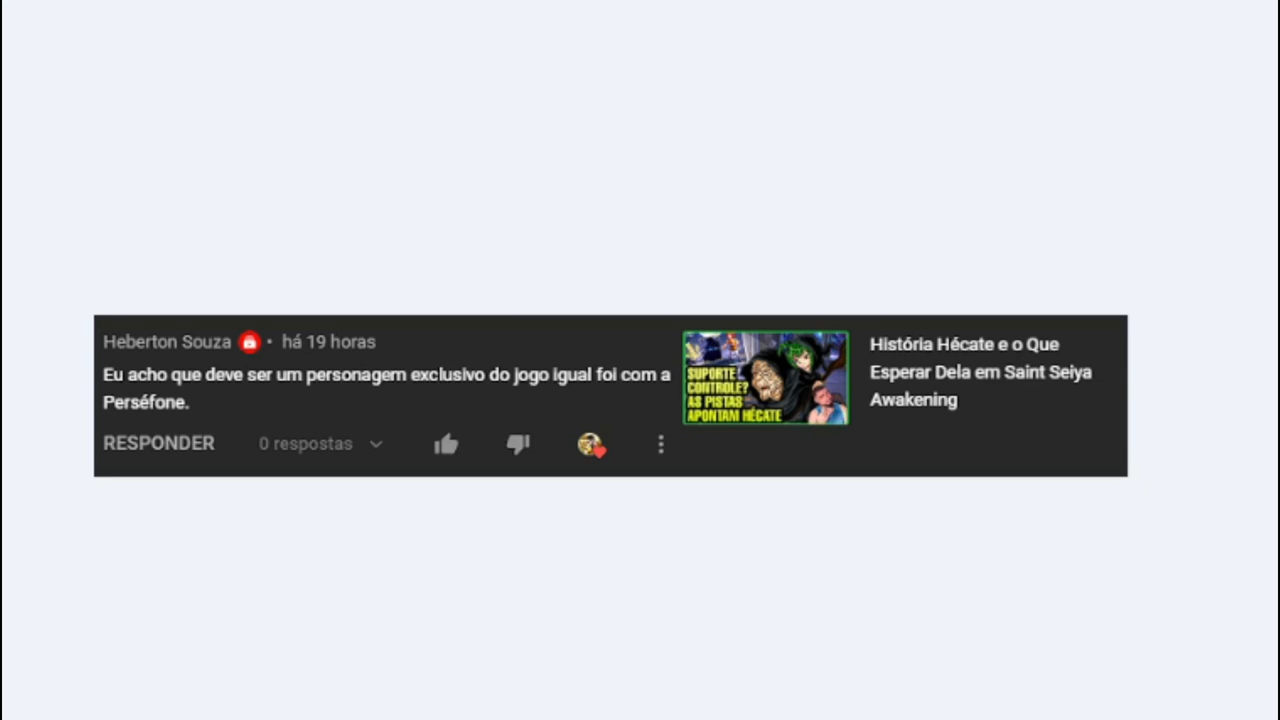 Heberton Souza • há 19 horas
Eu acho que deve ser um personagem exclusivo do jogo igual foi com a
Perséfone.
RESPONDER 0 respostas
SUPORTE
CONTROLE?
AS PISTAS
APONTAM HÉCATE
História Hécate e o Que
Esperar Dela em Saint Seiya
Awakening